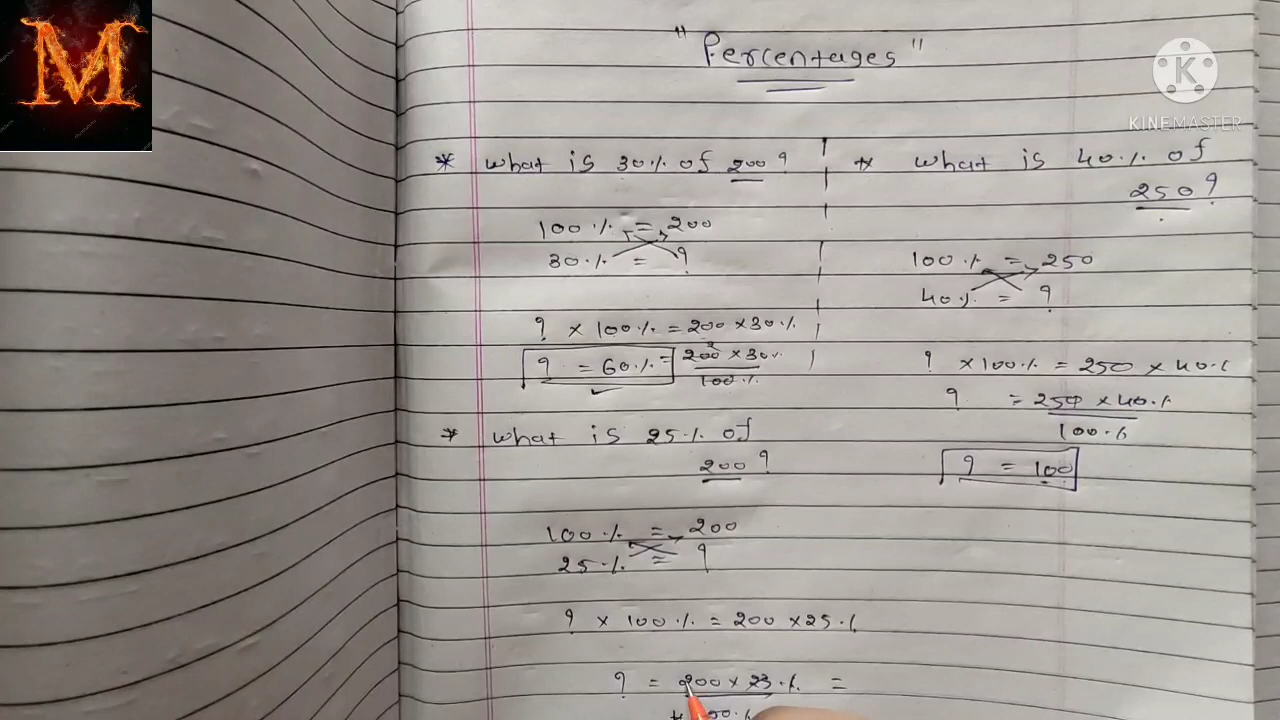 M
KINEMASTER
"Percentages"
* What is 30% of 200?
100% = 200
30% = ?
? × 100% = 200 × 30%
? = 60% = 200 × 30%
100%
* What is 25% of
200?
100% = 200
25% = ?
? × 100% = 200 × 25%
? = 200 × 25% =
* What is 40% of
250?
100% = 250
40% = ?
? × 100% = 250 × 40%
? = 250 × 40%
100%
? = 100